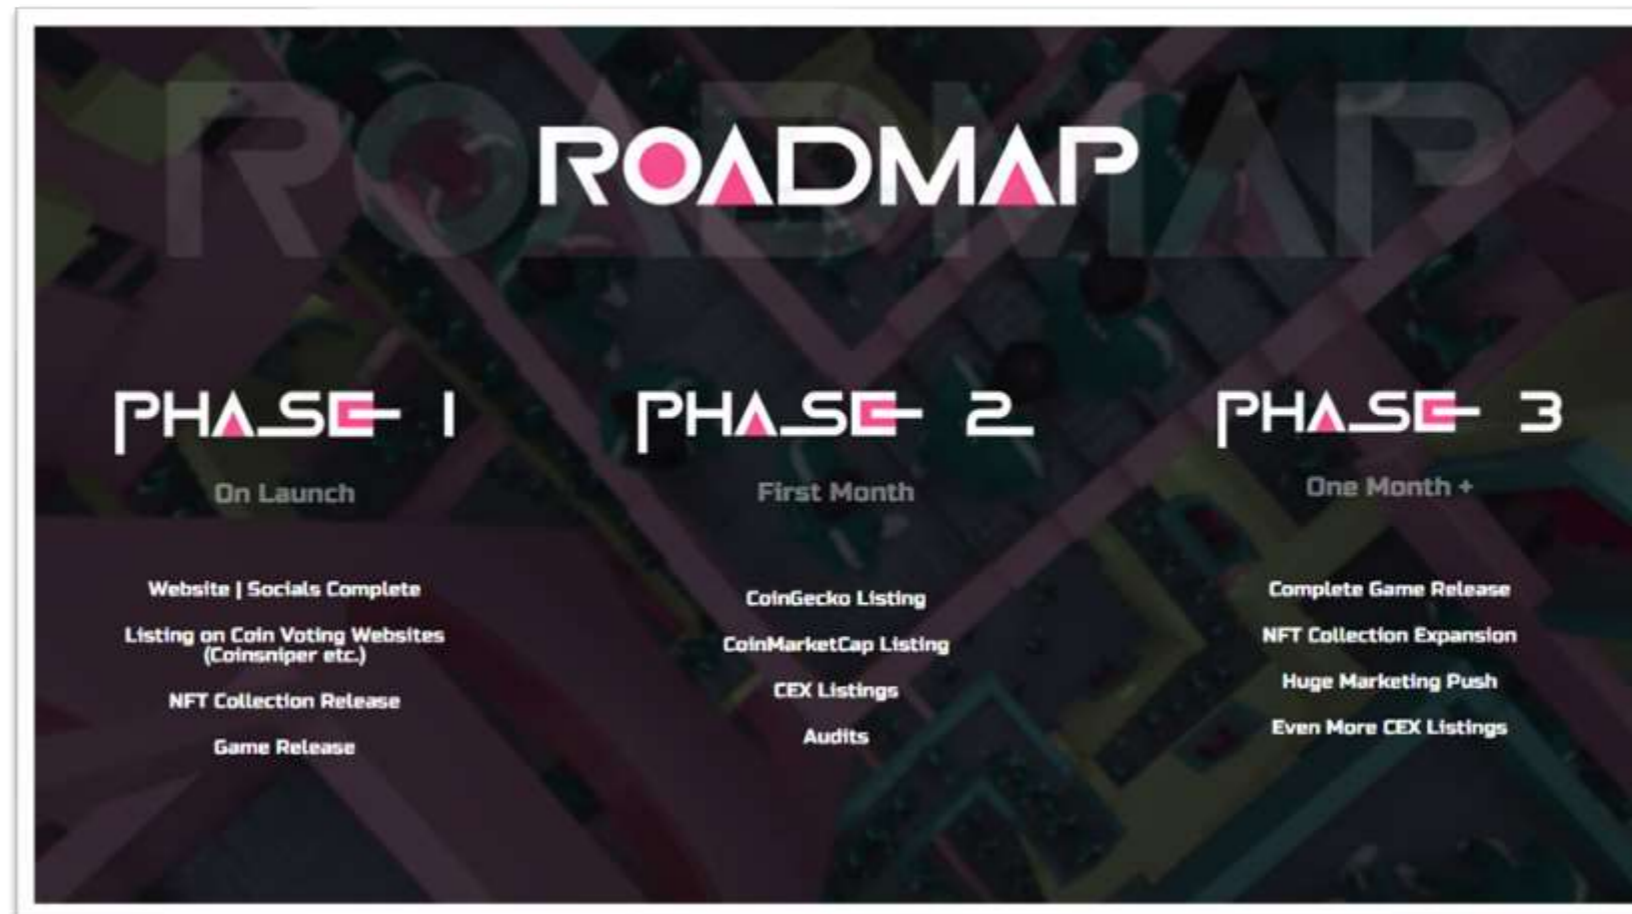 ROADMAP
ROADMAP
PHASE 1
On Launch
Website | Socials Complete
Listing on Coin Voting Websites
(Coinsniper etc.)
NFT Collection Release
Game Release
PHASE 2
First Month
CoinGecko Listing
CoinMarketCap Listing
CEX Listings
Audits
PHASE 3
One Month +
Complete Game Release
NFT Collection Expansion
Huge Marketing Push
Even More CEX Listings